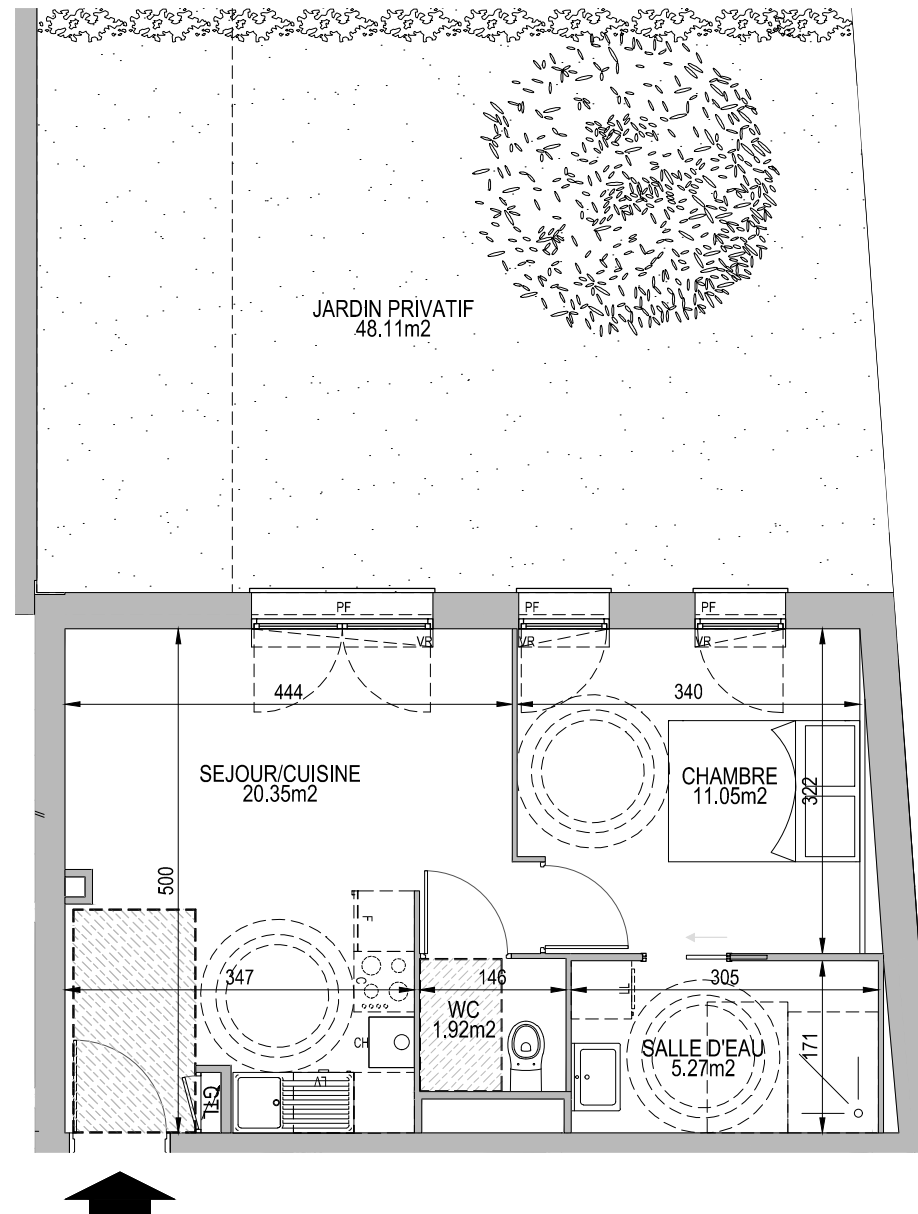 JARDIN PRIVATIF
48.11m2
PF
PF
PF
VR
VR
VR
444
340
SEJOUR/CUISINE
20.35m2
CHAMBRE
11.05m2
322
500
F
C
347
146
305
LL
WC
1.92m2
CH
SALLE D'EAU
5.27m2
171
LV
GTL